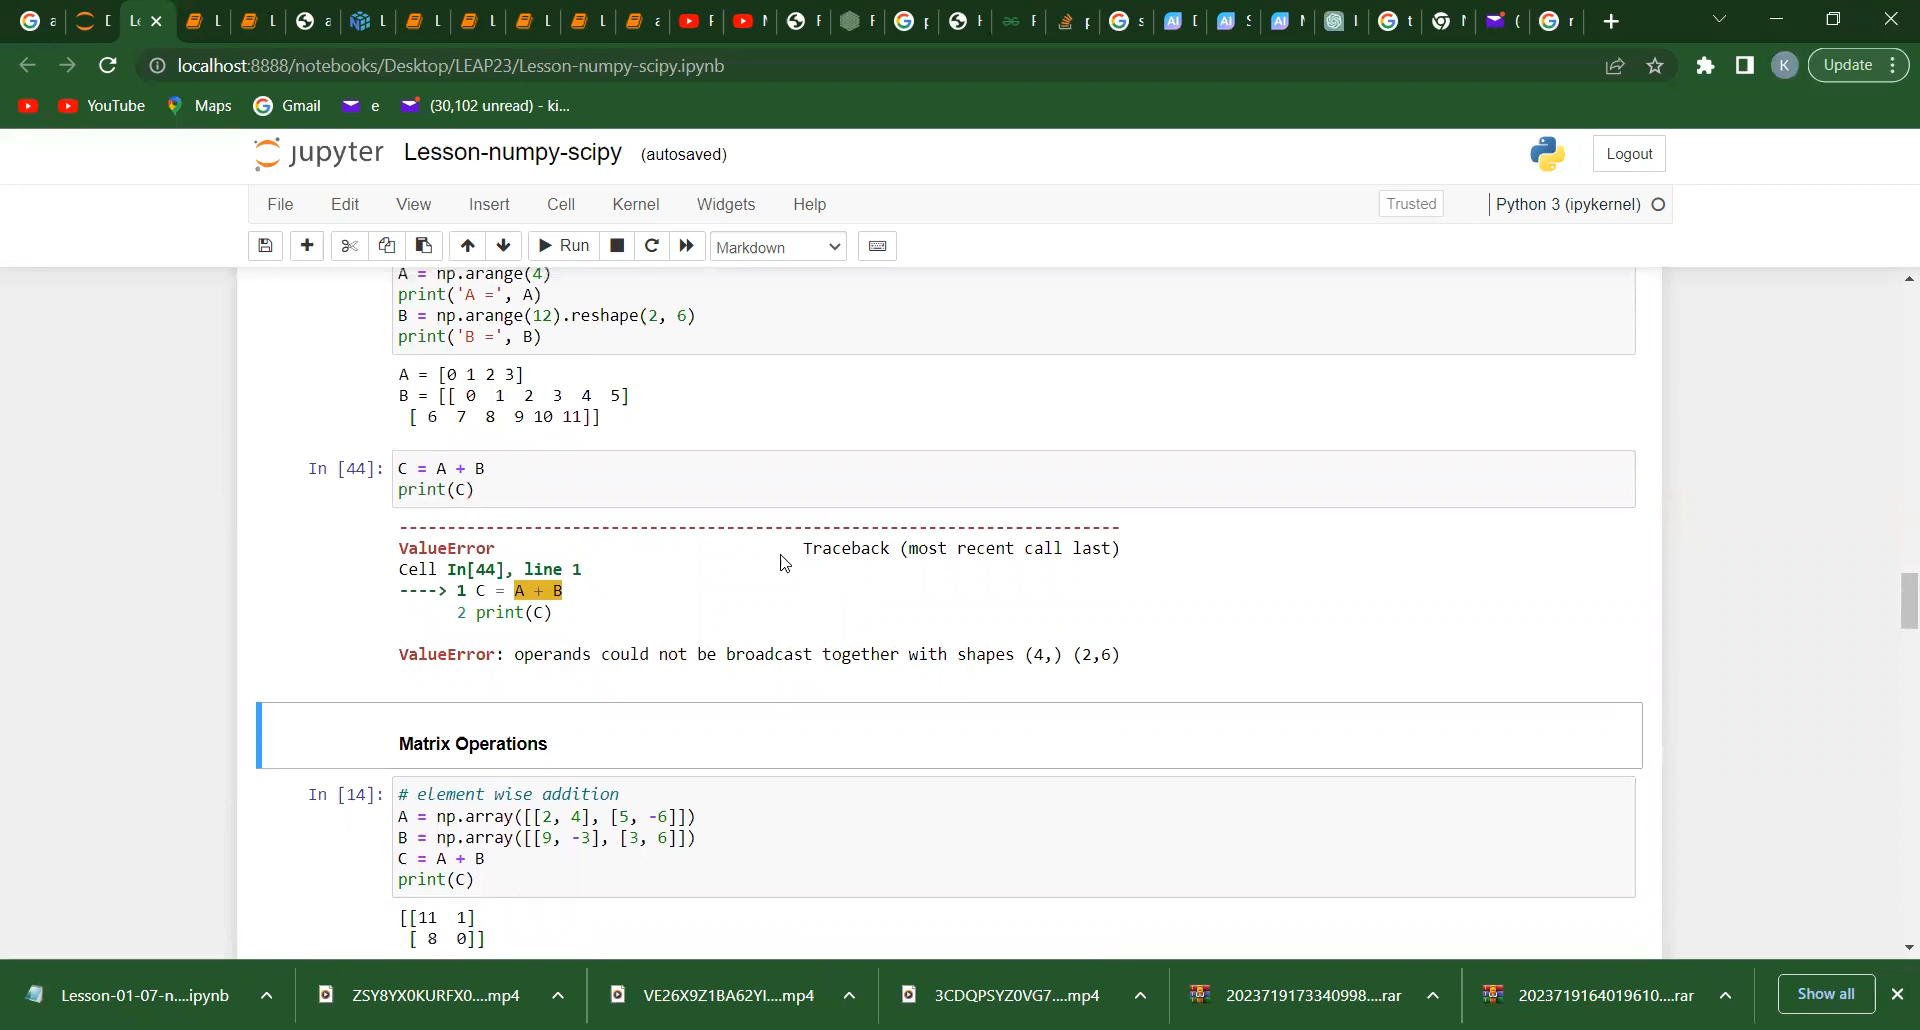 localhost:8888/notebooks/Desktop/LEAP23/Lesson-numpy-scipy.ipynb
K
Update
YouTube
Maps
Gmail
e
(30,102 unread) - ki...
jupyter
Lesson-numpy-scipy
(autosaved)
Logout
File
Edit
View
Insert
Cell
Kernel
Widgets
Help
Trusted
Python 3 (ipykernel)
Run
Markdown
A = np.arange(4)
print('A =', A)
B = np.arange(12).reshape(2, 6)
print('B =', B)
A = [0 1 2 3]
B = [[ 0  1  2  3  4  5]
 [ 6  7  8  9 10 11]]
In [44]:
C = A + B
print(C)
---------------------------------------------------------------------------
ValueError                                Traceback (most recent call last)
Cell In[44], line 1
----> 1 C = A + B
      2 print(C)
ValueError: operands could not be broadcast together with shapes (4,) (2,6)
Matrix Operations
In [14]:
# element wise addition
A = np.array([[2, 4], [5, -6]])
B = np.array([[9, -3], [3, 6]])
C = A + B
print(C)
[[11  1]
 [ 8  0]]
Lesson-01-07-n....ipynb
ZSY8YX0KURFX0....mp4
VE26X9Z1BA62YI....mp4
3CDQPSYZ0VG7....mp4
2023719173340998....rar
2023719164019610....rar
Show all